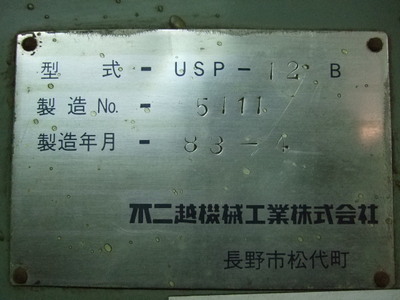 型 式 - USP-12 B
製造No. - 5111
製造年月 - 83-4
不二越機械工業株式会社
長野市松代町